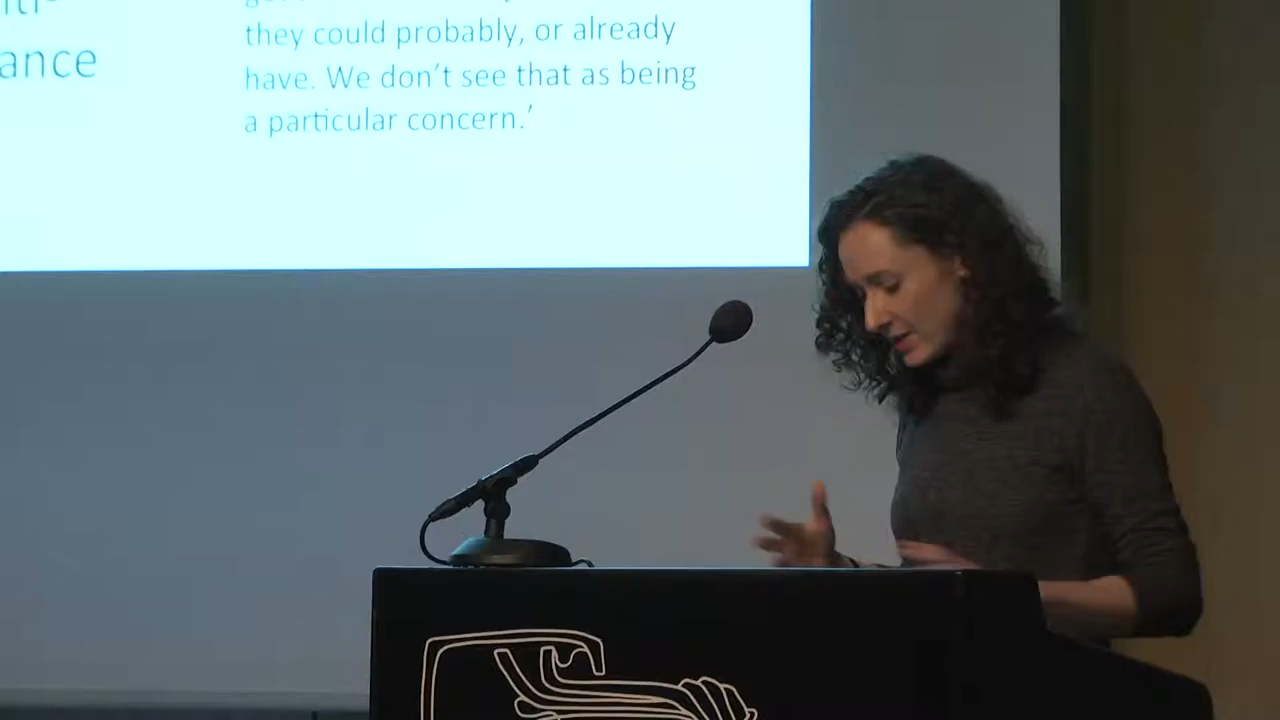 ance
they could probably, or already
have. We don't see that as being
a particular concern.'